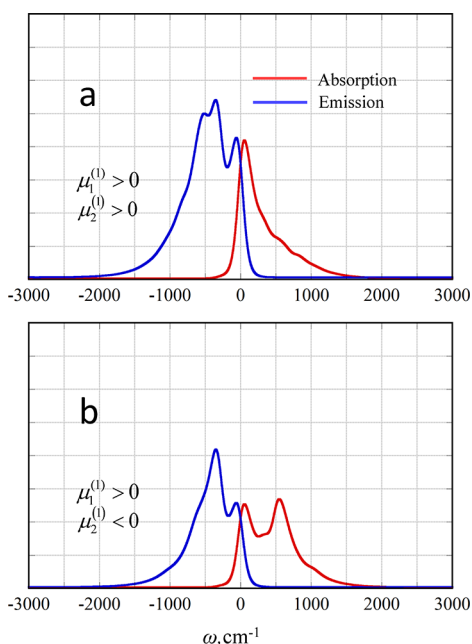 a
Absorption
Emission
μ₁⁽¹⁾ > 0
μ₂⁽¹⁾ > 0
-3000 -2000 -1000 0 1000 2000 3000
b
μ₁⁽¹⁾ > 0
μ₂⁽¹⁾ < 0
-3000 -2000 -1000 0 1000 2000 3000
ω,cm⁻¹